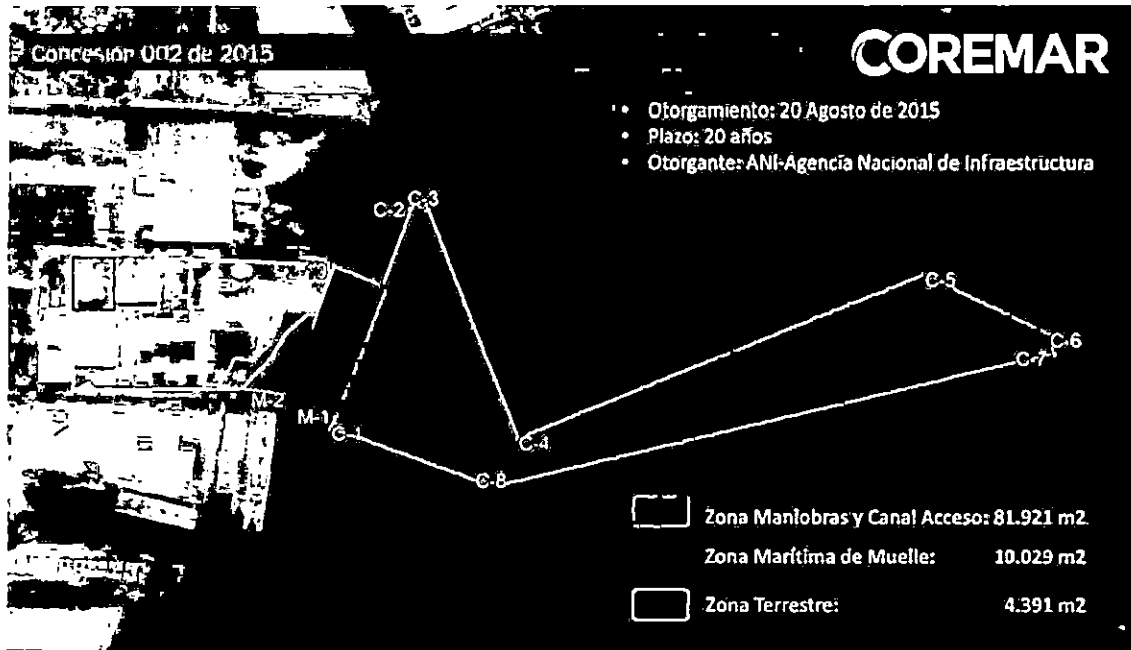 Concesión 002 de 2015
COREMAR
• Otorgamiento: 20 Agosto de 2015
• Plazo: 20 años
• Otorgante: ANI-Agencia Nacional de Infraestructura
C-2
C-3
C-5
C-6
C-7
M-2
M-1
C-1
C-4
C-8
Zona Maniobras y Canal Acceso: 81.921 m2
Zona Marítima de Muelle: 10.029 m2
Zona Terrestre: 4.391 m2